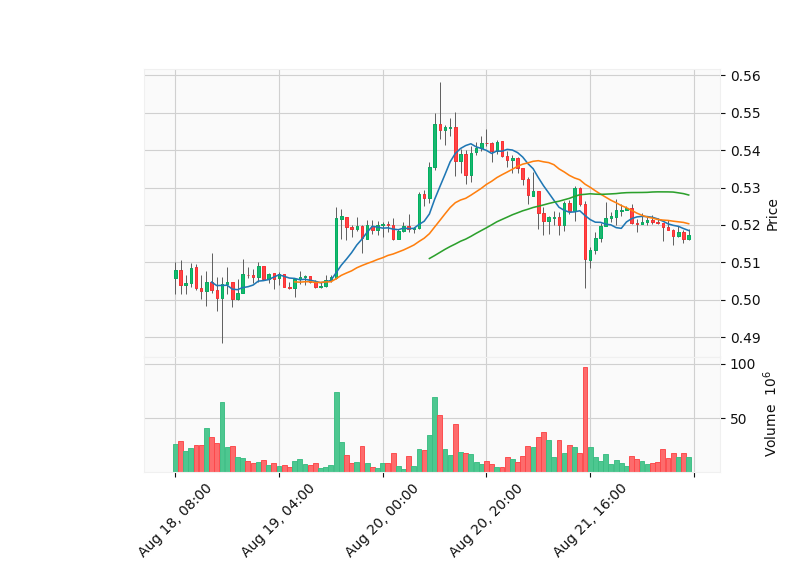 0.56
0.55
0.54
0.53
0.52
0.51
0.50
0.49
Price
100
50
Volume 10^6
Aug 18, 08:00
Aug 19, 04:00
Aug 20, 00:00
Aug 20, 20:00
Aug 21, 16:00